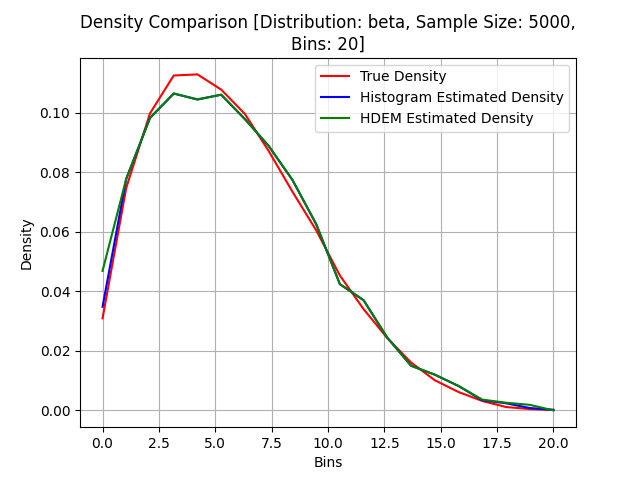 Density Comparison [Distribution: beta, Sample Size: 5000,
Bins: 20]
True Density
Histogram Estimated Density
HDEM Estimated Density
Density
0.10
0.08
0.06
0.04
0.02
0.00
0.0 2.5 5.0 7.5 10.0 12.5 15.0 17.5 20.0
Bins